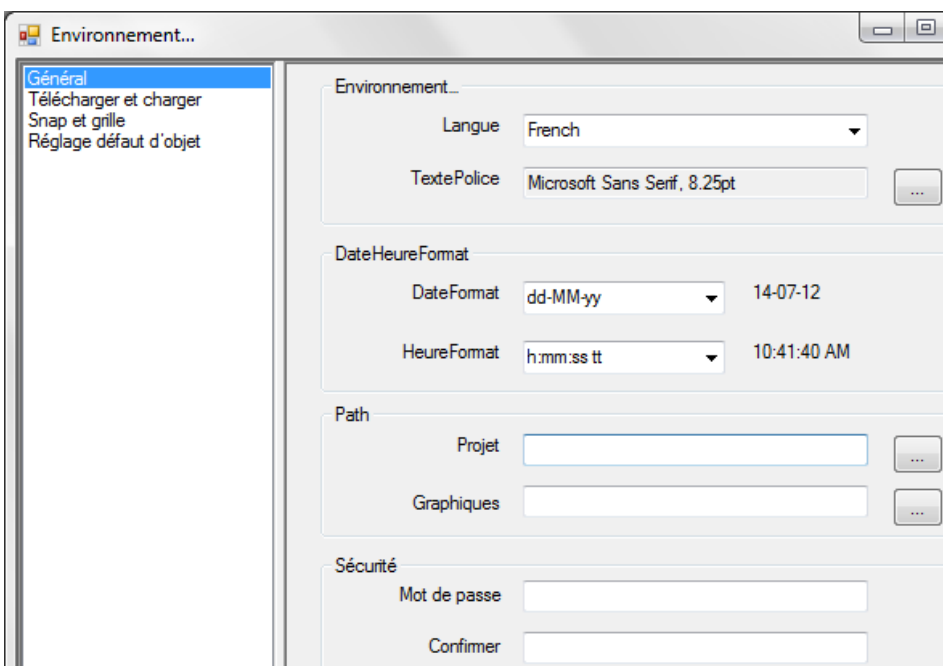 Environnement...
Général
Télécharger et charger
Snap et grille
Réglage défaut d'objet
Environnement...
Langue French
TextePolice Microsoft Sans Serif, 8.25pt ...
DateHeureFormat
DateFormat dd-MM-yy 14-07-12
HeureFormat h:mm:ss tt 10:41:40 AM
Path
Projet ...
Graphiques ...
Sécurité
Mot de passe
Confirmer